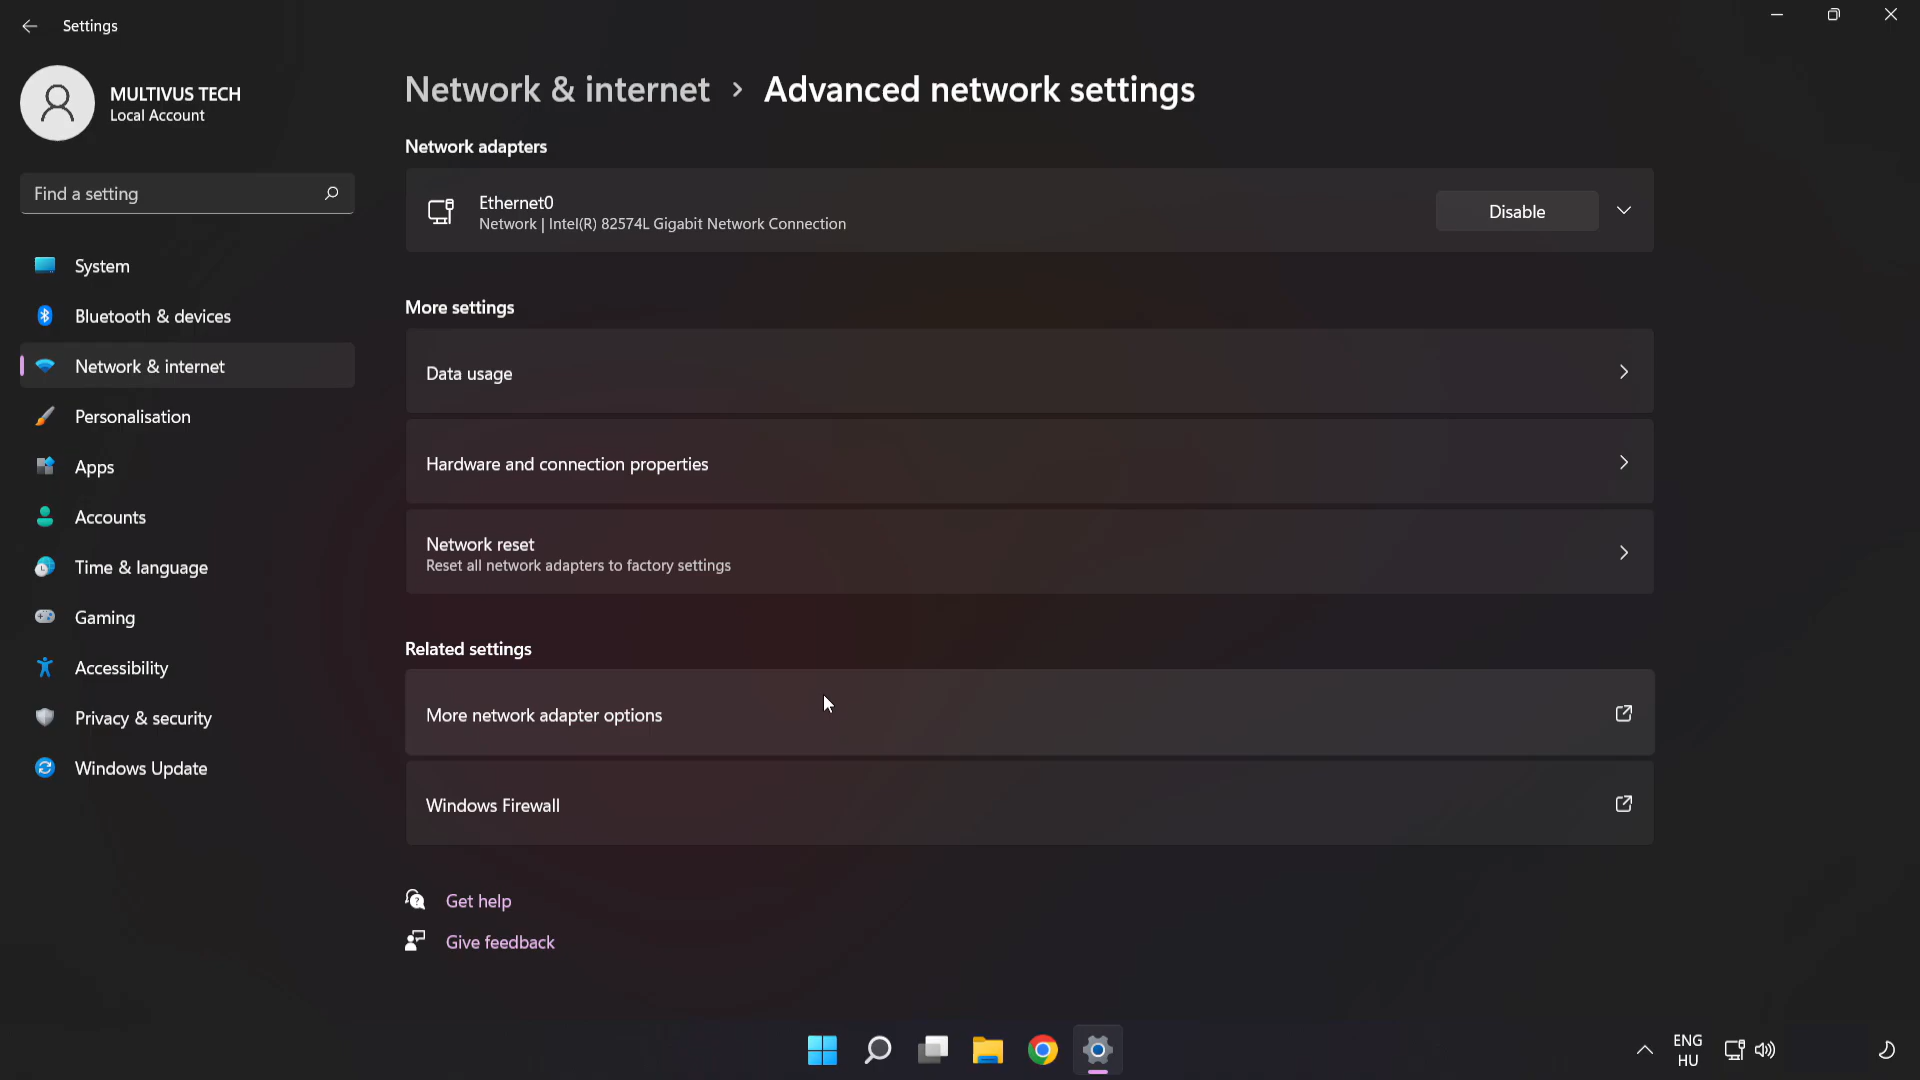 Settings
MULTIVUS TECH
Local Account
Find a setting
System
Bluetooth & devices
Network & internet
Personalisation
Apps
Accounts
Time & language
Gaming
Accessibility
Privacy & security
Windows Update
Network & internet > Advanced network settings
Network adapters
Ethernet0
Network | Intel(R) 82574L Gigabit Network Connection
Disable
More settings
Data usage
Hardware and connection properties
Network reset
Reset all network adapters to factory settings
Related settings
More network adapter options
Windows Firewall
Get help
Give feedback
ENG
HU